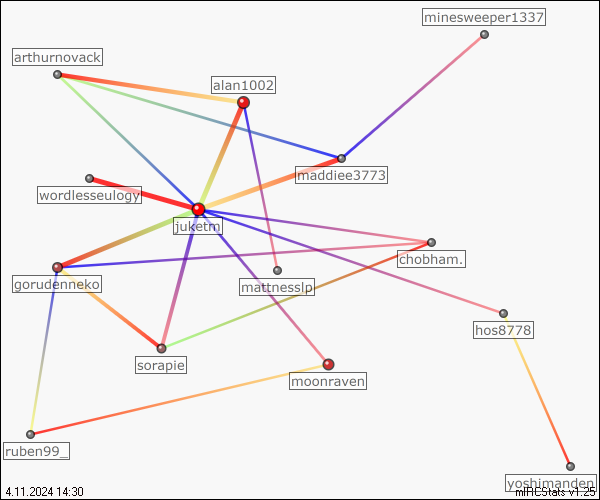 minesweeper1337
arthurnovack
alan1002
maddiee3773
wordlesseulogy
juketm
chobham.
gorudenneko
mattnesslp
hos8778
sorapie
moonraven
ruben99_
yoshimanden
4.11.2024 14:30
mIRCStats v1.25